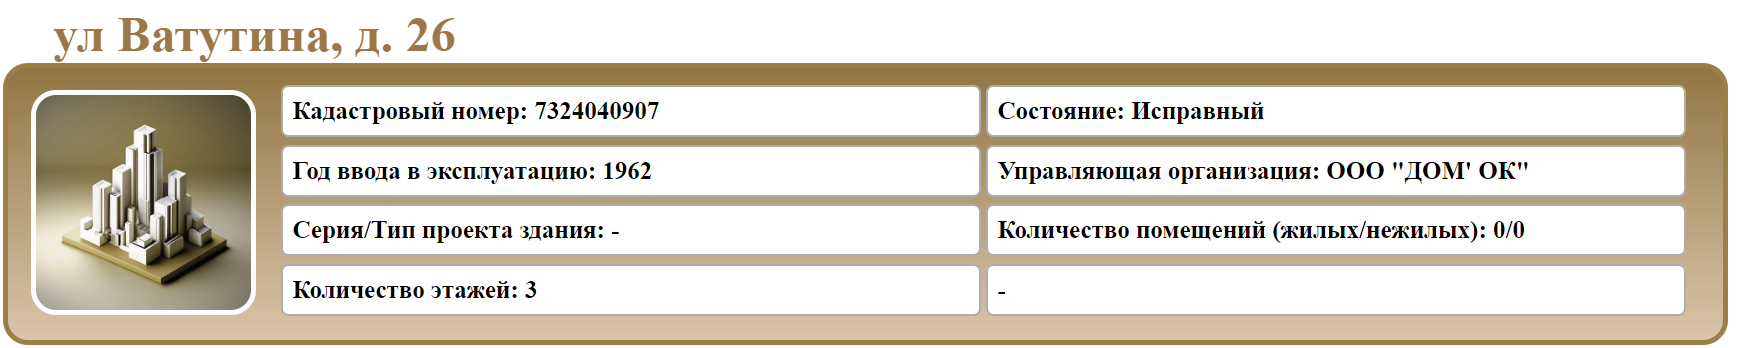 ул Ватутина, д. 26
Кадастровый номер: 7324040907
Состояние: Исправный
Год ввода в эксплуатацию: 1962
Управляющая организация: ООО "ДОМ' ОК"
Серия/Тип проекта здания: -
Количество помещений (жилых/нежилых): 0/0
Количество этажей: 3
-